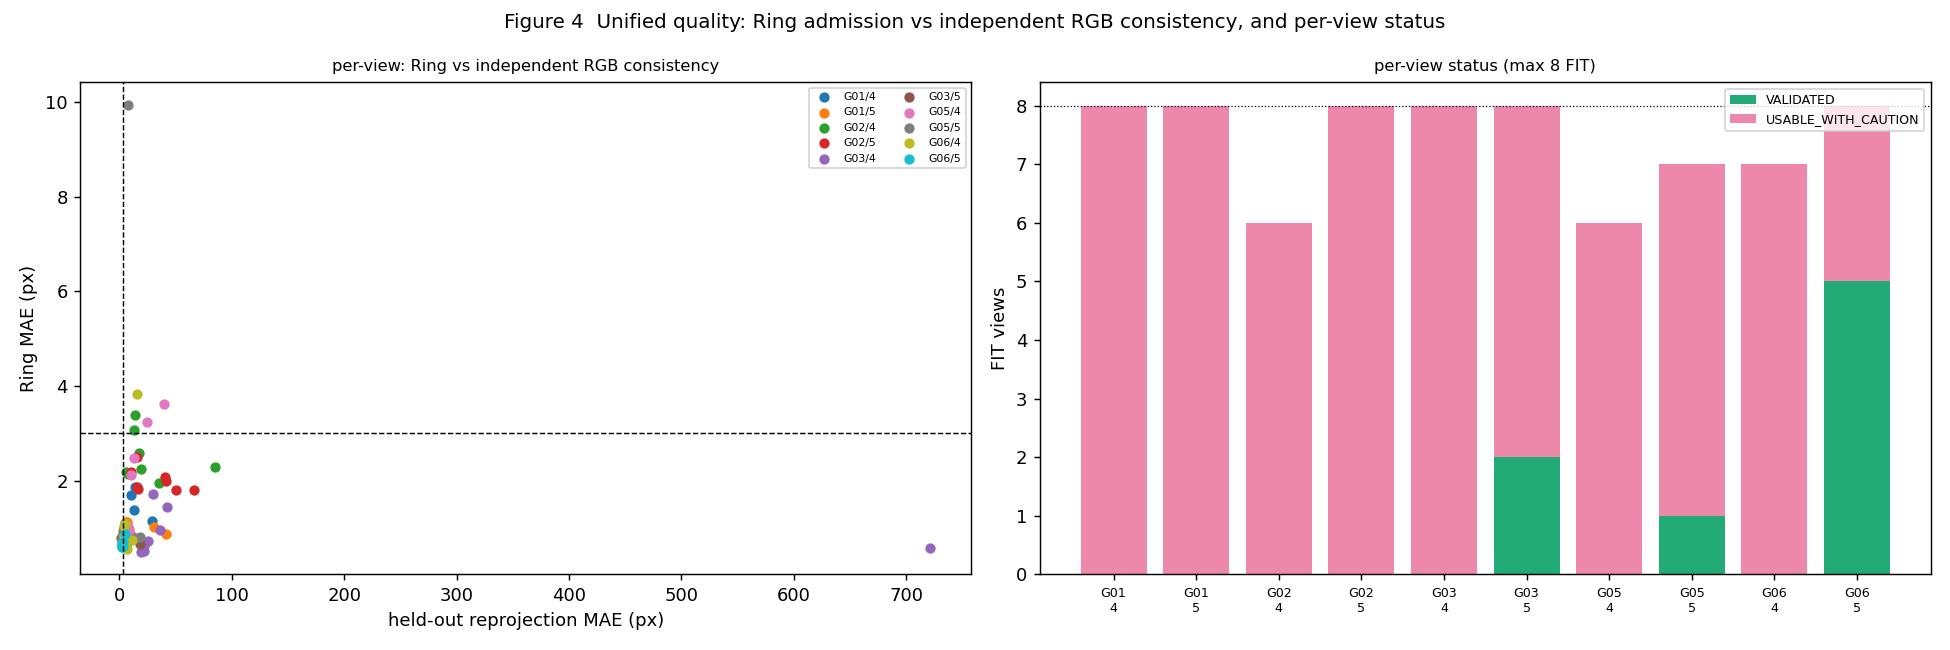 Figure 4  Unified quality: Ring admission vs independent RGB consistency, and per-view status
per-view: Ring vs independent RGB consistency
10
8
6
4
2
Ring MAE (px)
G01/4
G01/5
G02/4
G02/5
G03/4
G03/5
G05/4
G05/5
G06/4
G06/5
0 100 200 300 400 500 600 700
held-out reprojection MAE (px)
per-view status (max 8 FIT)
8
7
6
5
4
3
2
1
0
FIT views
VALIDATED
USABLE_WITH_CAUTION
G01 G01 G02 G02 G03 G03 G05 G05 G06 G06
4 5 4 5 4 5 4 5 4 5